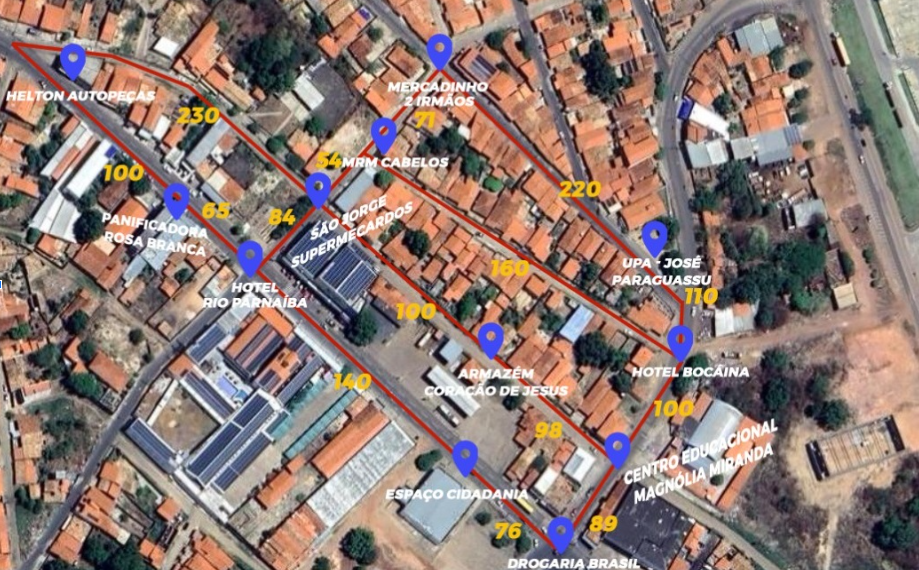 HELTON AUTOPEÇAS
MERCADINHO
2 IRMÃOS
230
71
54
MRM CABELOS
100
65
84
PANIFICADORA
ROSA BRANCA
SÃO JORGE
SUPERMECARDOS
220
UPA - JOSÉ
PARAGUASSU
HOTEL
RIO PARNAÍBA
160
110
100
ARMAZÉM
CORAÇÃO DE JESUS
HOTEL BOCAINA
140
100
98
CENTRO EDUCACIONAL
MAGNÓLIA MIRANDA
ESPAÇO CIDADANIA
76
89
DROGARIA BRASIL